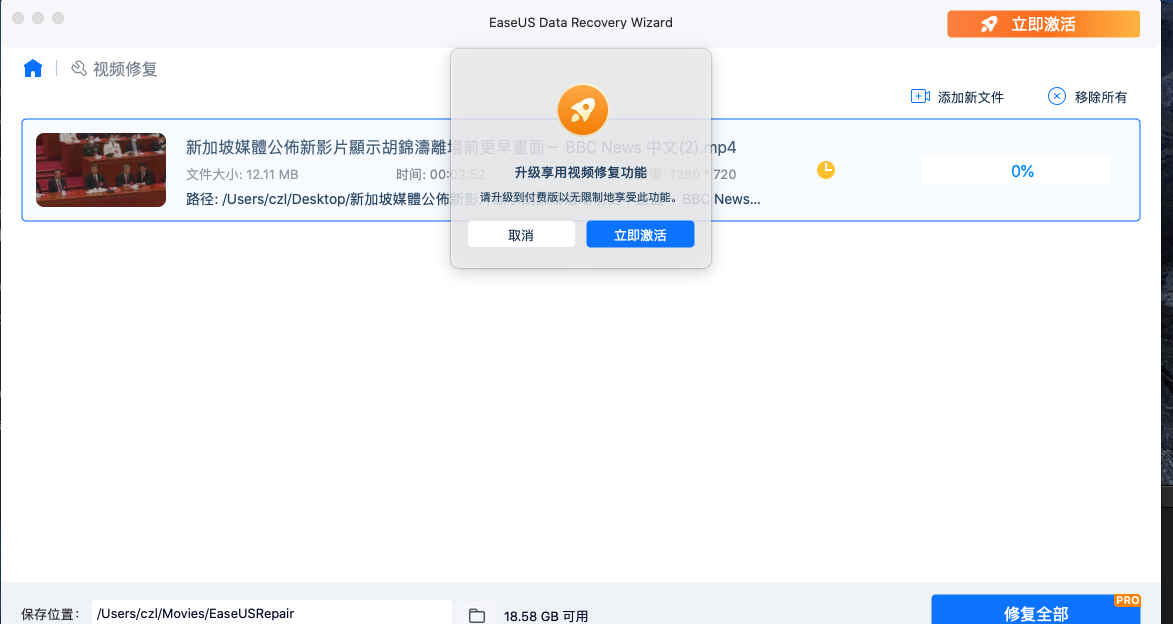 EaseUS Data Recovery Wizard
立即激活
视频修复
添加新文件
移除所有
新加坡媒體公佈新影片顯示胡錦濤離場前更早畫面－ BBC News 中文(2).mp4
文件大小: 12.11 MB
时间: 00:02:52
率: 1280 * 720
路径: /Users/czl/Desktop/新加坡媒體公佈新影
BBC News...
0%
升级享用视频修复功能
请升级到付费版以无限制地享受此功能。
取消
立即激活
保存位置:
/Users/czl/Movies/EaseUSRepair
18.58 GB 可用
修复全部
PRO